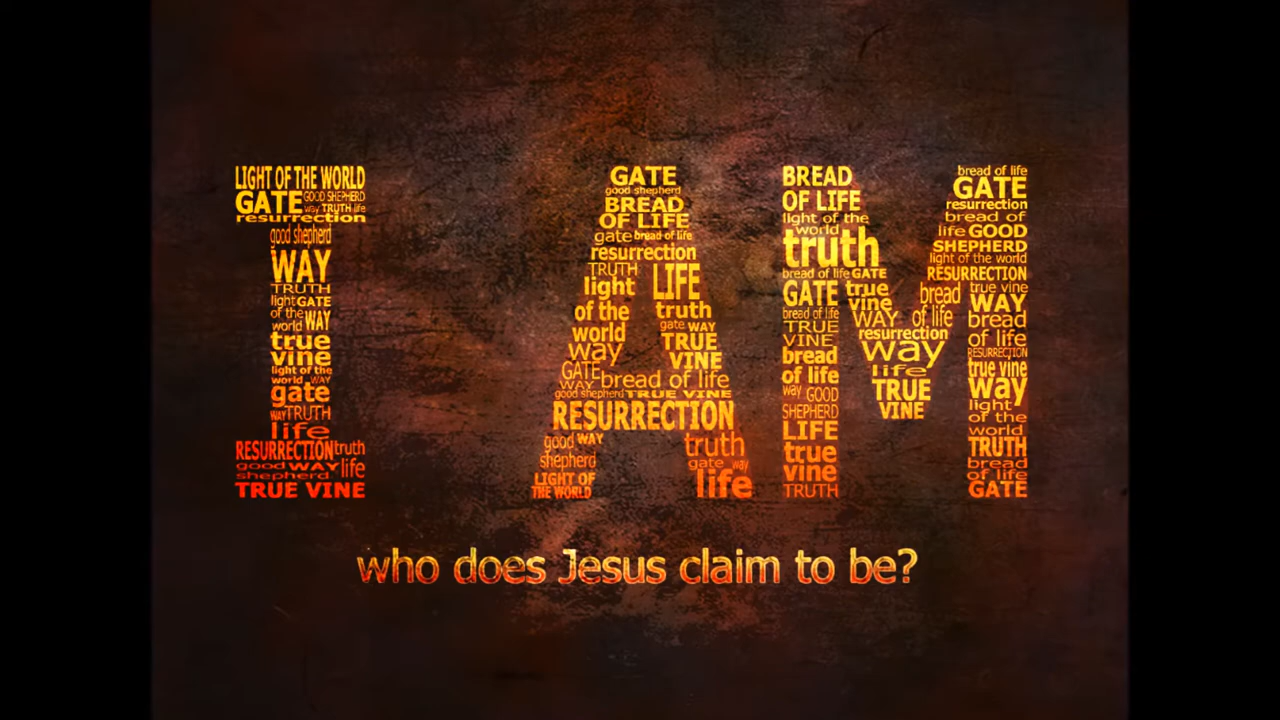 LIGHT OF THE WORLD
GATE GOOD SHEPHERD
way TRUTH life
resurrection
good shepherd
WAY
TRUTH
light GATE
of the WAY
world
true
vine
light of the
world WAY
gate
WAY TRUTH
life
RESURRECTION truth
good WAY life
shepherd
TRUE VINE
GATE
good shepherd
BREAD
OF LIFE
gate bread of life
resurrection
TRUTH LIFE
light
of the truth
world gate WAY
way TRUE
VINE
GATE bread of life
WAY
good shepherd TRUE VINE
RESURRECTION
good WAY truth
shepherd gate way
LIGHT OF life
THE WORLD
BREAD
OF LIFE
light of the
world
truth
bread of life GATE
GATE true
vine
bread of life WAY
TRUE
VINE
bread
of life
way GOOD
SHEPHERD
LIFE
true
vine
TRUTH
bread of life
GATE
resurrection
bread of
life GOOD
SHEPHERD
light of the world
RESURRECTION
bread true vine
of life WAY
resurrection bread
way of life
life RESURRECTION
TRUE true vine
VINE way
light
of the
world
TRUTH
bread
of life
GATE
who does Jesus claim to be?